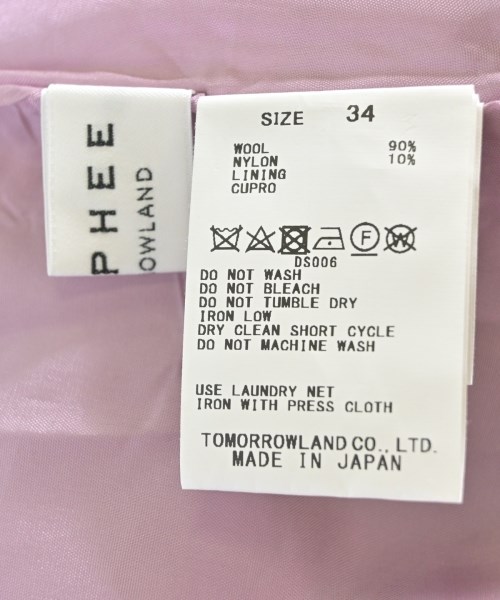 PHEE
OWLAND
SIZE 34
WOOL 90%
NYLON 10%
LINING
CUPRO
F W
DS006
DO NOT WASH
DO NOT BLEACH
DO NOT TUMBLE DRY
IRON LOW
DRY CLEAN SHORT CYCLE
DO NOT MACHINE WASH
USE LAUNDRY NET
IRON WITH PRESS CLOTH
TOMORROWLAND CO., LTD.
MADE IN JAPAN